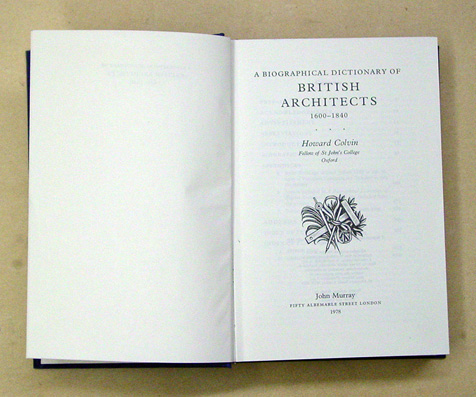 A BIOGRAPHICAL DICTIONARY OF
BRITISH
ARCHITECTS
1600–1840
Howard Colvin
Fellow of St John's College
Oxford
John Murray
FIFTY ALBEMARLE STREET LONDON
1978